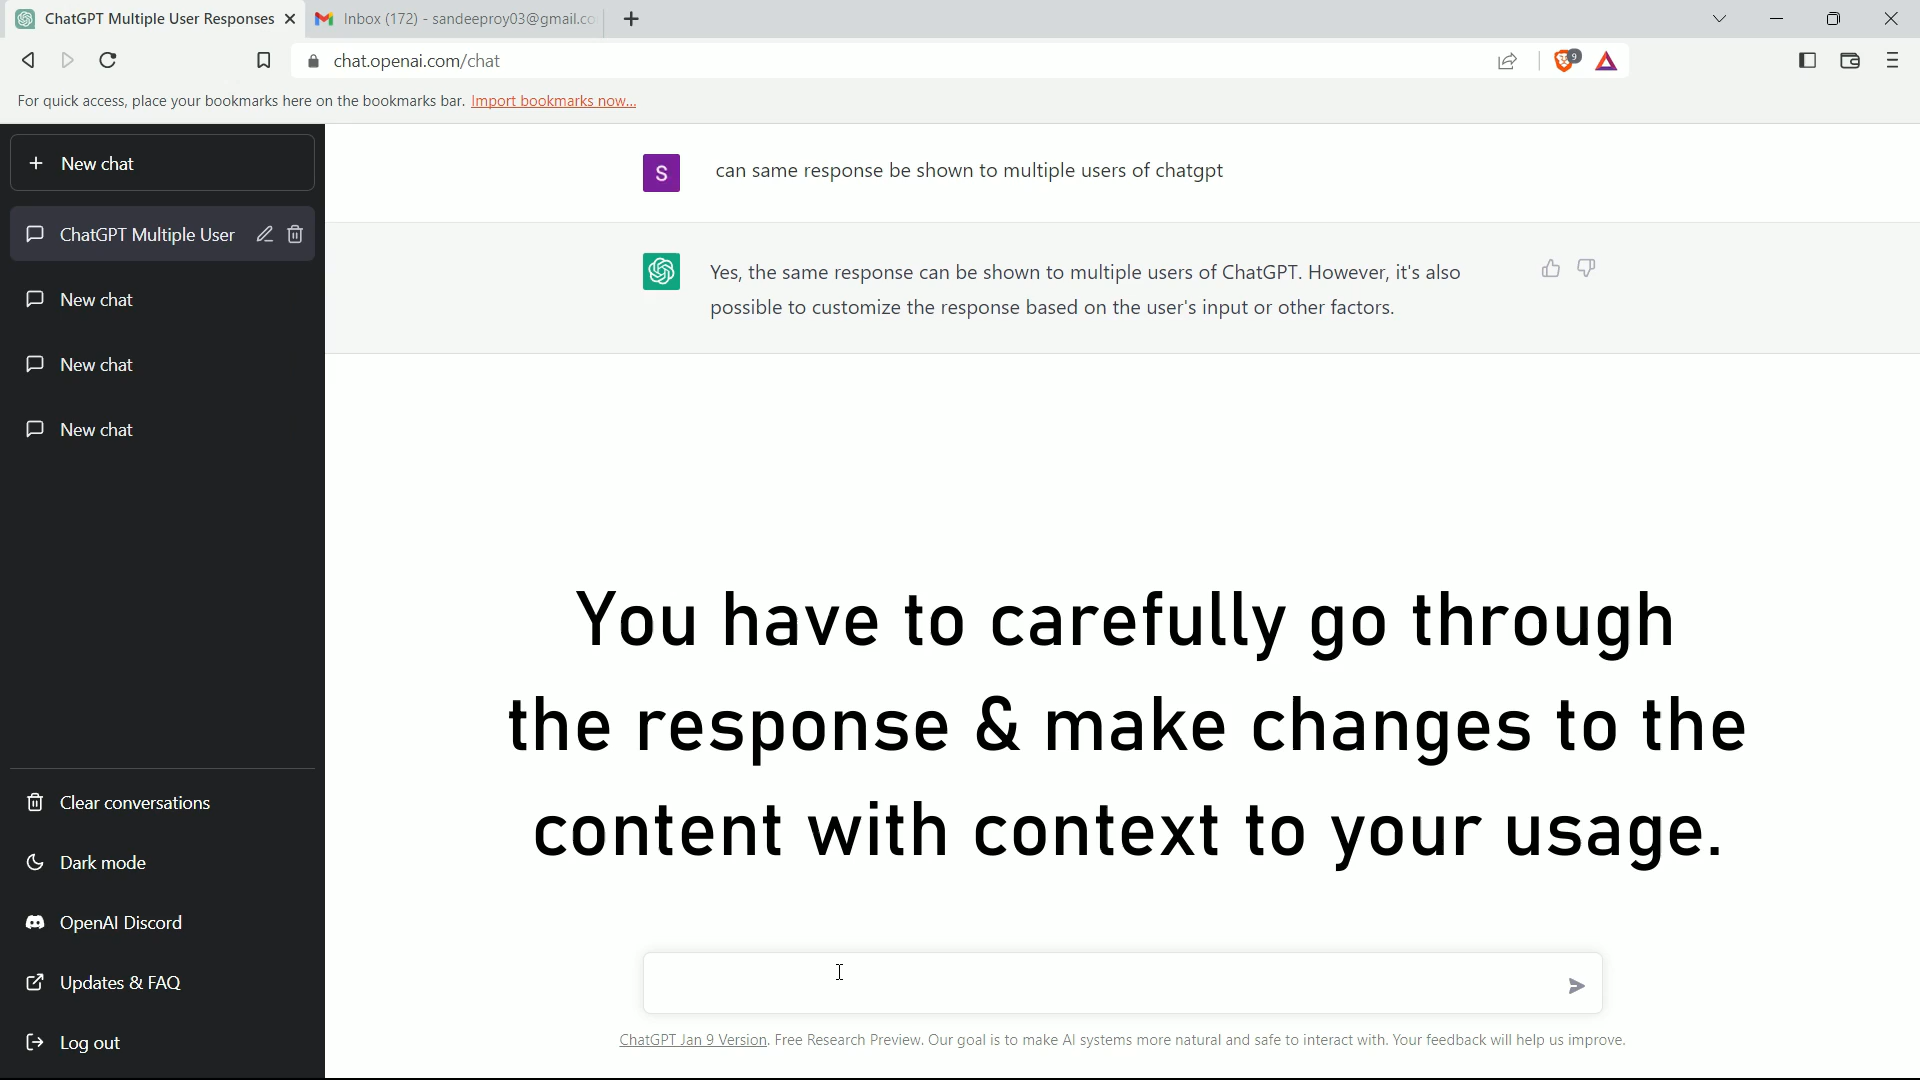 ChatGPT Multiple User Responses
Inbox (172) - sandeeproy03@gmail.co
chat.openai.com/chat
9
For quick access, place your bookmarks here on the bookmarks bar. Import bookmarks now...
New chat
ChatGPT Multiple User
New chat
New chat
New chat
Clear conversations
Dark mode
OpenAI Discord
Updates & FAQ
Log out
S
can same response be shown to multiple users of chatgpt
Yes, the same response can be shown to multiple users of ChatGPT. However, it's also
possible to customize the response based on the user's input or other factors.
You have to carefully go through
the response & make changes to the
content with context to your usage.
ChatGPT Jan 9 Version. Free Research Preview. Our goal is to make AI systems more natural and safe to interact with. Your feedback will help us improve.